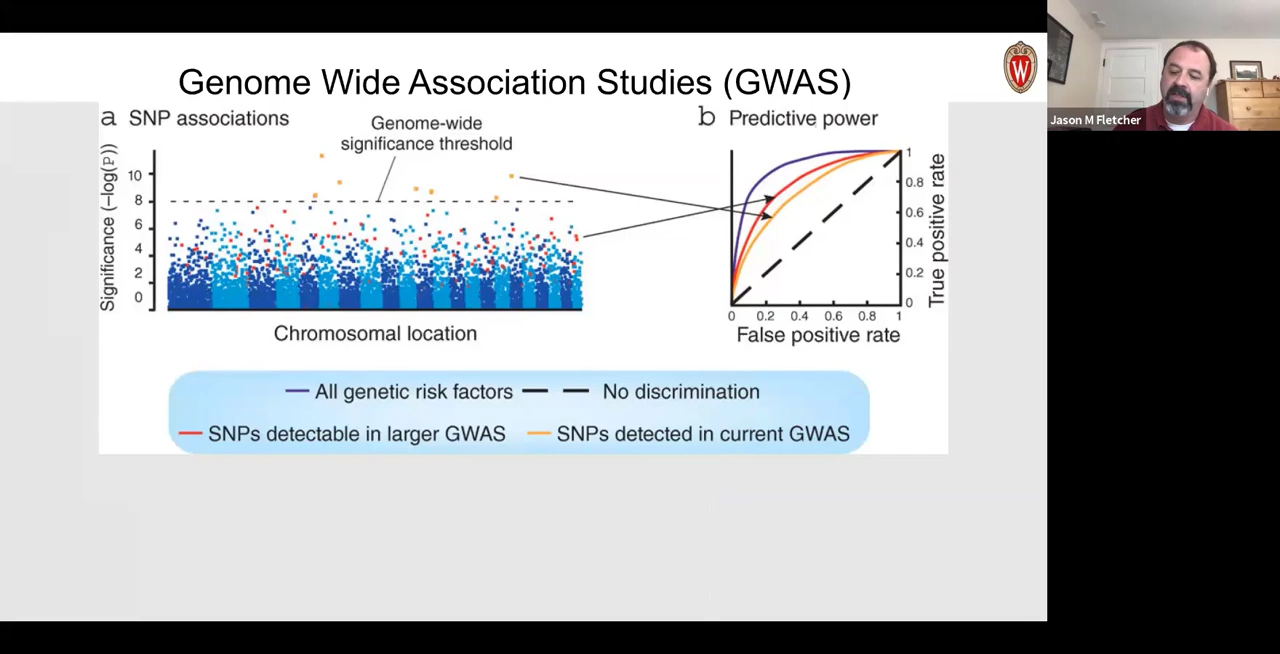 Genome Wide Association Studies (GWAS)
W
a SNP associations
Genome-wide
significance threshold
Significance (–log(P))
10
8
6
4
2
0
Chromosomal location
b Predictive power
1
0.8
0.6
0.4
0.2
0
True positive rate
0 0.2 0.4 0.6 0.8 1
False positive rate
All genetic risk factors
No discrimination
SNPs detectable in larger GWAS
SNPs detected in current GWAS
Jason M Fletcher